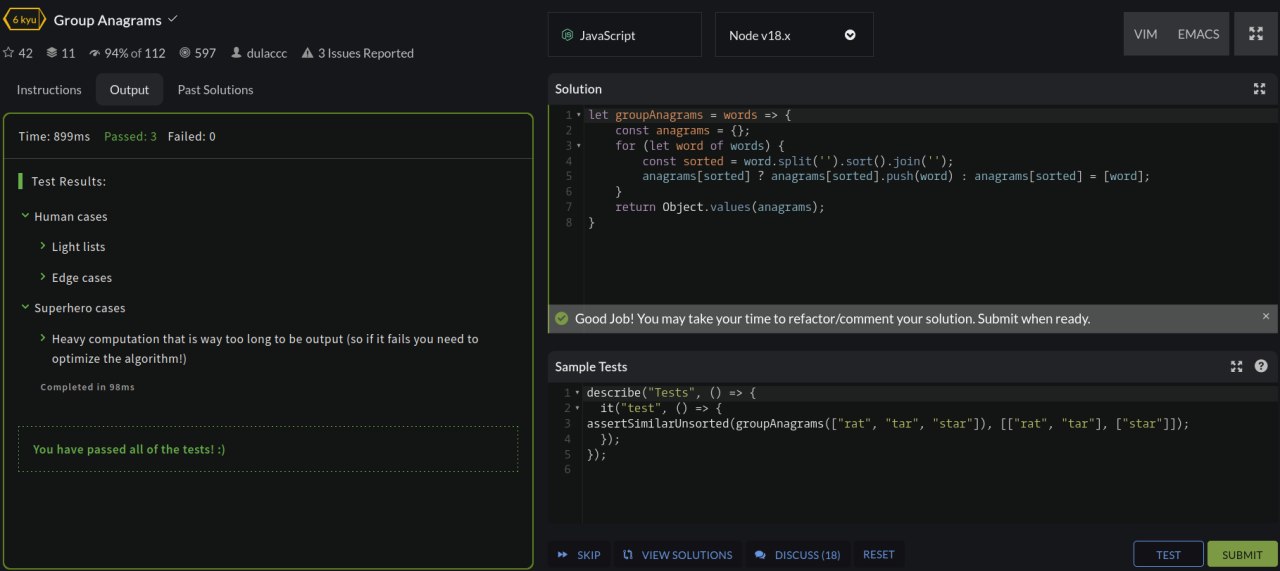 6 kyu Group Anagrams
42 11 94% of 112 597 dulaccc 3 Issues Reported
Instructions Output Past Solutions
Time: 899ms Passed: 3 Failed: 0
Test Results:
Human cases
Light lists
Edge cases
Superhero cases
Heavy computation that is way too long to be output (so if it fails you need to
optimize the algorithm!)
Completed in 98ms
You have passed all of the tests! :)
JavaScript Node v18.x VIM EMACS
Solution
1 let groupAnagrams = words => {
2 const anagrams = {};
3 for (let word of words) {
4 const sorted = word.split('').sort().join('');
5 anagrams[sorted] ? anagrams[sorted].push(word) : anagrams[sorted] = [word];
6 }
7 return Object.values(anagrams);
8 }
Good Job! You may take your time to refactor/comment your solution. Submit when ready.
Sample Tests
1 describe("Tests", () => {
2 it("test", () => {
3 assertSimilarUnsorted(groupAnagrams(["rat", "tar", "star"]), [["rat", "tar"], ["star"]]);
4 });
5 });
6
SKIP VIEW SOLUTIONS DISCUSS (18) RESET TEST SUBMIT